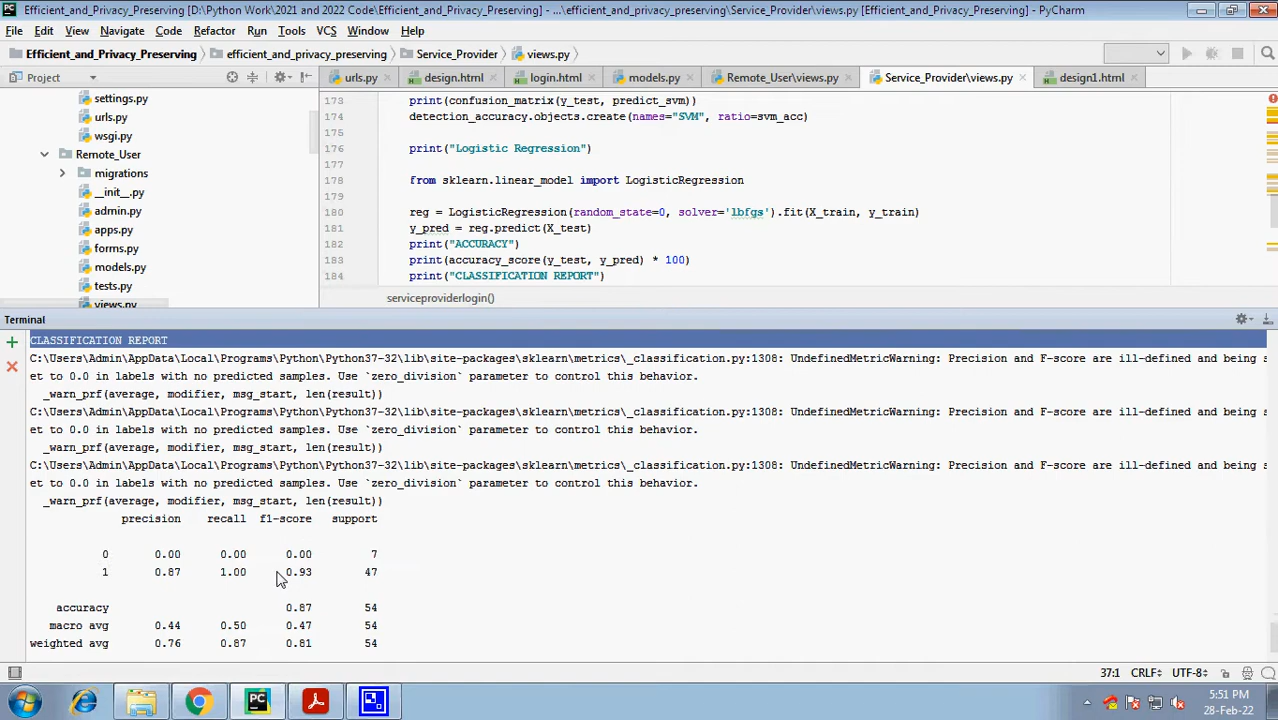 Efficient_and_Privacy_Preserving [D:\Python Work\2021 and 2022 Code\Efficient_and_Privacy_Preserving] - ...\efficient_and_privacy_preserving\Service_Provider\views.py [Efficient_and_Privacy_Preserving] - PyCharm
File Edit View Navigate Code Refactor Run Tools VCS Window Help
Efficient_and_Privacy_Preserving efficient_and_privacy_preserving Service_Provider views.py
Project urls.py design.html login.html models.py Remote_User\views.py Service_Provider\views.py design1.html
settings.py
urls.py
wsgi.py
Remote_User
migrations
__init__.py
admin.py
apps.py
forms.py
models.py
tests.py
views.py
173 print(confusion_matrix(y_test, predict_svm))
174 detection_accuracy.objects.create(names="SVM", ratio=svm_acc)
175
176 print("Logistic Regression")
177
178 from sklearn.linear_model import LogisticRegression
179
180 reg = LogisticRegression(random_state=0, solver='lbfgs').fit(X_train, y_train)
181 y_pred = reg.predict(X_test)
182 print("ACCURACY")
183 print(accuracy_score(y_test, y_pred) * 100)
184 print("CLASSIFICATION REPORT")
serviceproviderlogin()
Terminal
CLASSIFICATION REPORT
C:\Users\Admin\AppData\Local\Programs\Python\Python37-32\lib\site-packages\sklearn\metrics\_classification.py:1308: UndefinedMetricWarning: Precision and F-score are ill-defined and being s
et to 0.0 in labels with no predicted samples. Use `zero_division` parameter to control this behavior.
_warn_prf(average, modifier, msg_start, len(result))
C:\Users\Admin\AppData\Local\Programs\Python\Python37-32\lib\site-packages\sklearn\metrics\_classification.py:1308: UndefinedMetricWarning: Precision and F-score are ill-defined and being s
et to 0.0 in labels with no predicted samples. Use `zero_division` parameter to control this behavior.
_warn_prf(average, modifier, msg_start, len(result))
C:\Users\Admin\AppData\Local\Programs\Python\Python37-32\lib\site-packages\sklearn\metrics\_classification.py:1308: UndefinedMetricWarning: Precision and F-score are ill-defined and being s
et to 0.0 in labels with no predicted samples. Use `zero_division` parameter to control this behavior.
_warn_prf(average, modifier, msg_start, len(result))
precision recall f1-score support
0 0.00 0.00 0.00 7
1 0.87 1.00 0.93 47
accuracy 0.87 54
macro avg 0.44 0.50 0.47 54
weighted avg 0.76 0.87 0.81 54
37:1 CRLF UTF-8
5:51 PM
28-Feb-22